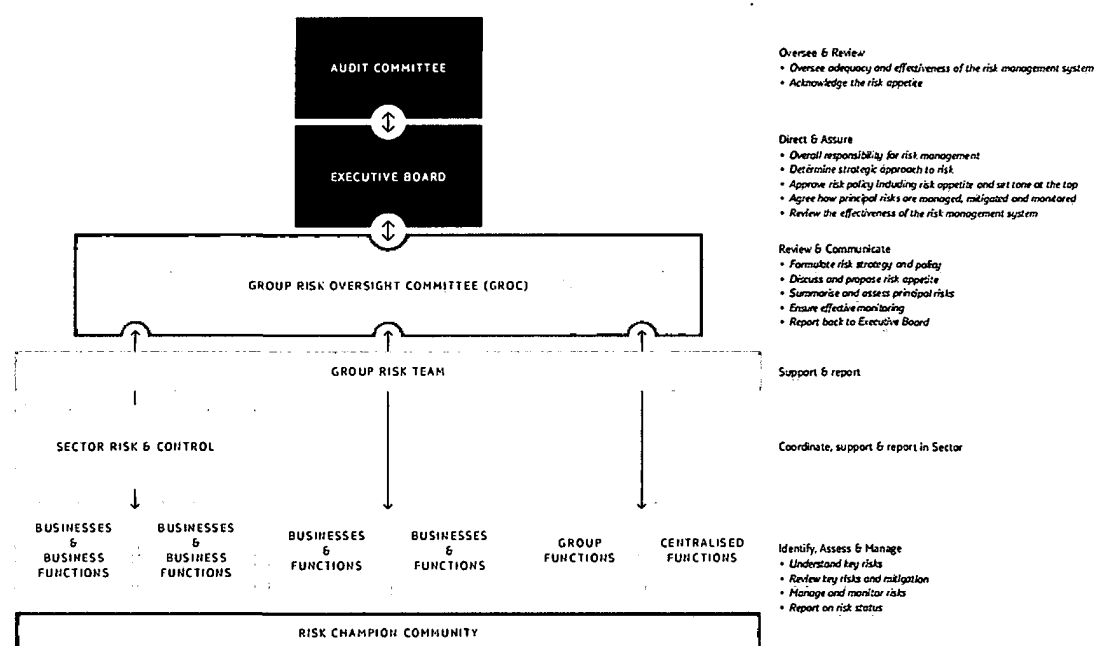 AUDIT COMMITTEE
Oversee & Review
• Oversee adequacy and effectiveness of the risk management system
• Acknowledge the risk appetite
EXECUTIVE BOARD
Direct & Assure
• Overall responsibility for risk management
• Determine strategic approach to risk
• Approve risk policy including risk appetite and set tone at the top
• Agree how principal risks are managed, mitigated and monitored
• Review the effectiveness of the risk management system
GROUP RISK OVERSIGHT COMMITTEE (GROC)
Review & Communicate
• Formulate risk strategy and policy
• Discuss and propose risk appetite
• Summarise and assess principal risks
• Ensure effective monitoring
• Report back to Executive Board
GROUP RISK TEAM
Support & report
SECTOR RISK & CONTROL
Coordinate, support & report in Sector
BUSINESSES
&
BUSINESS
FUNCTIONS
BUSINESSES
&
BUSINESS
FUNCTIONS
BUSINESSES
&
FUNCTIONS
BUSINESSES
&
FUNCTIONS
GROUP
FUNCTIONS
CENTRALISED
FUNCTIONS
Identify, Assess & Manage
• Understand key risks
• Review key risks and mitigation
• Manage and monitor risks
• Report on risk status
RISK CHAMPION COMMUNITY